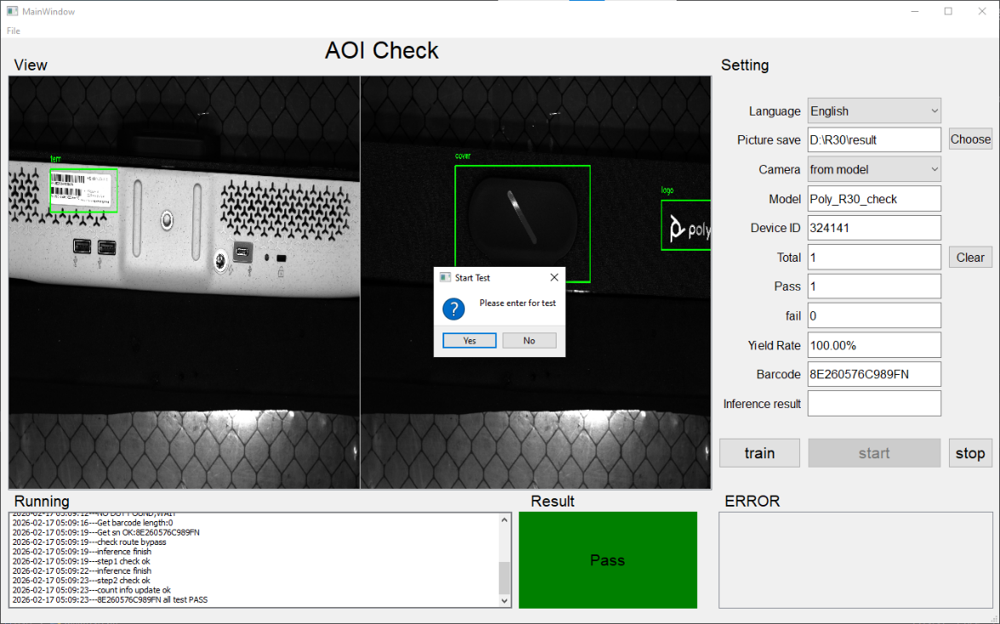 MainWindow
File
AOI Check
View
Setting
Language English
Picture save D:\R30\result Choose
Camera from model
Model Poly_R30_check
Device ID 324141
Total 1 Clear
Pass 1
fail 0
Yield Rate 100.00%
Barcode 8E260576C989FN
Inference result
train start stop
cover
logo
poly
Start Test
Please enter for test
Yes No
Running
2026-02-17 05:09:12---NO DUT FOUND,WAIT
2026-02-17 05:09:16---Get barcode length:0
2026-02-17 05:09:19---Get sn OK:8E260576C989FN
2026-02-17 05:09:19---check route bypass
2026-02-17 05:09:19---inference finish
2026-02-17 05:09:19---step1 check ok
2026-02-17 05:09:22---inference finish
2026-02-17 05:09:23---step2 check ok
2026-02-17 05:09:23---count info update ok
2026-02-17 05:09:23---8E260576C989FN all test PASS
Result
Pass
ERROR